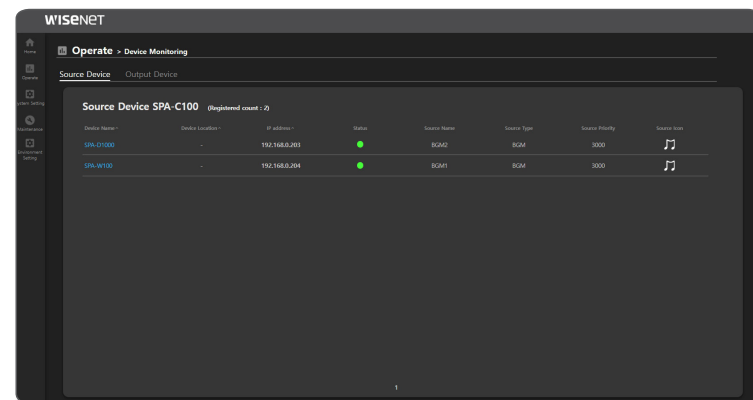 WISENET
Home
Operate > Device Monitoring
Operate
Source Device Output Device
ystem Setting
Source Device SPA-C100 (Registered count : 2)
Maintenance
Device Name Device Location IP address Status Source Name Source Type Source Priority Source Icon
SPA-D1000 - 192.168.0.203 BGM2 BGM 3000
Environment
Setting
SPA-W100 - 192.168.0.204 BGM1 BGM 3000
1